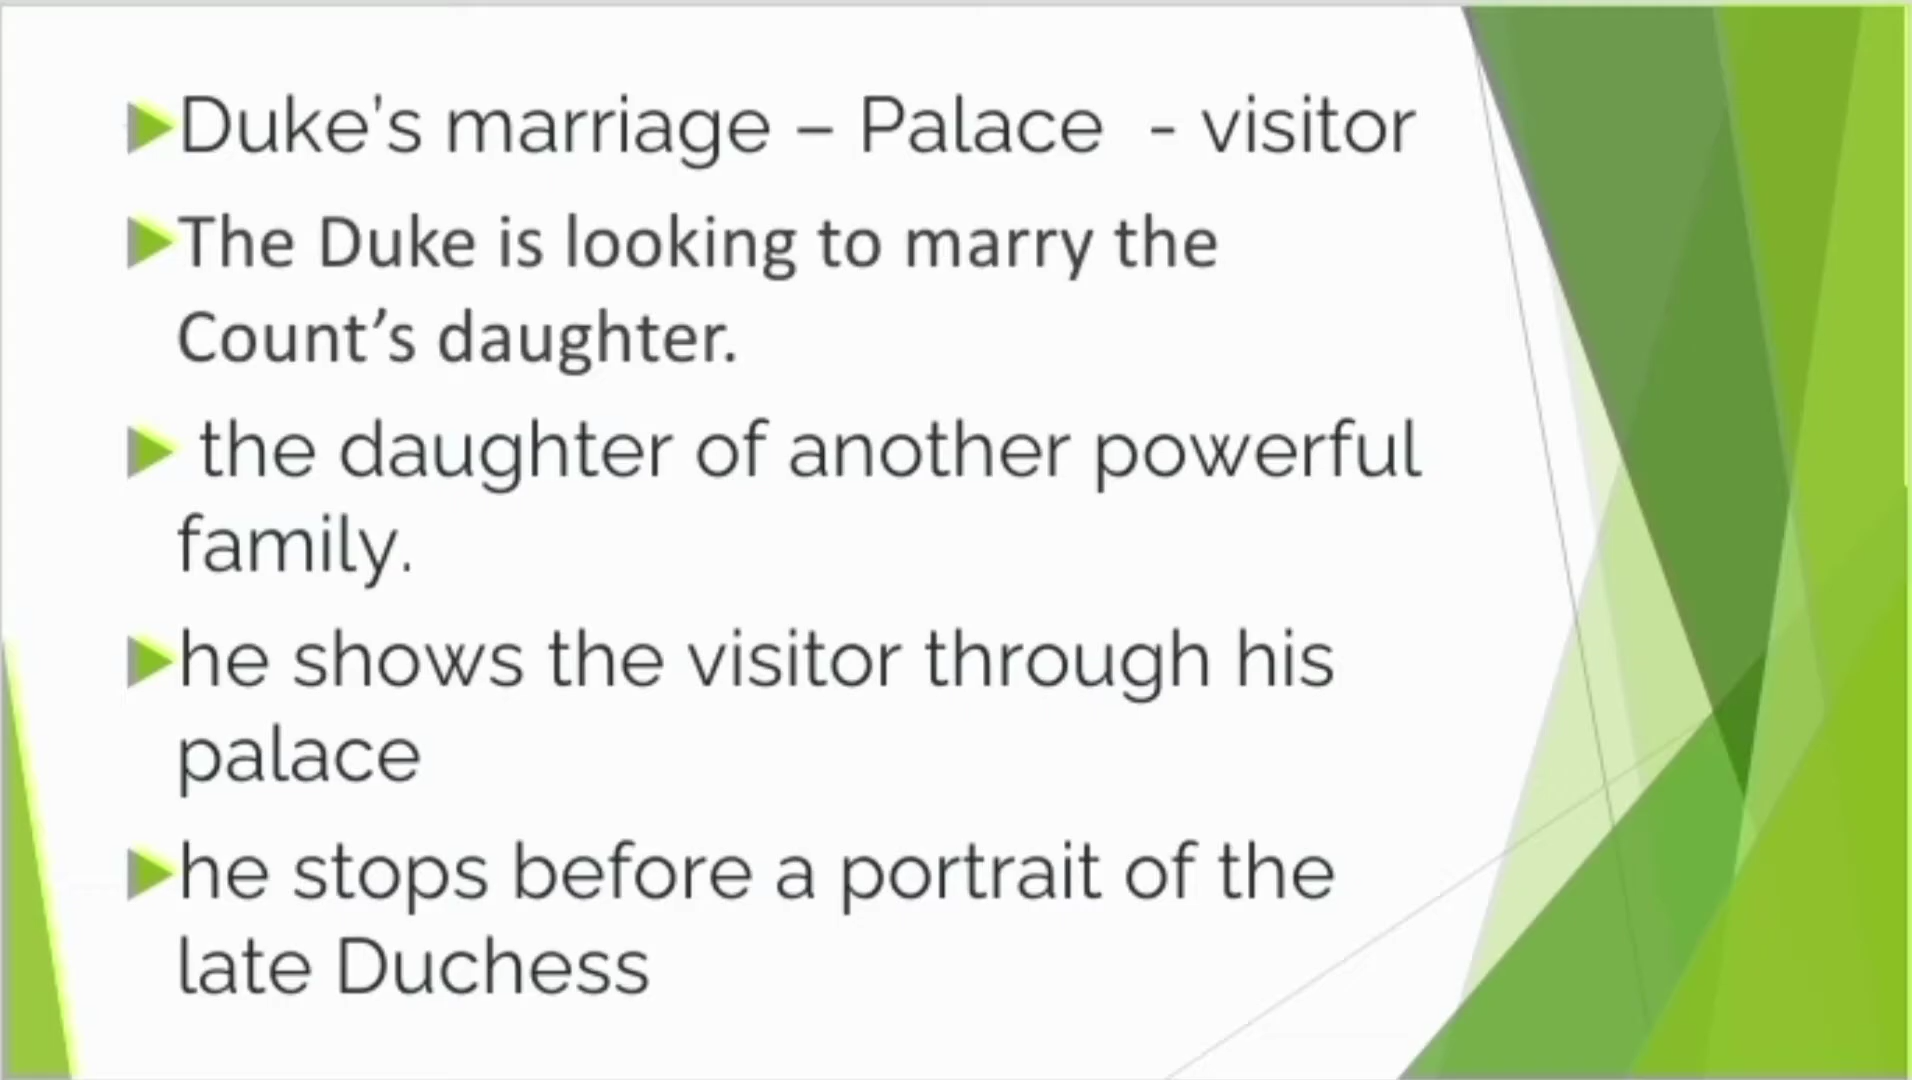 Duke's marriage – Palace  - visitor
The Duke is looking to marry the
Count’s daughter.
the daughter of another powerful
family.
he shows the visitor through his
palace
he stops before a portrait of the
late Duchess